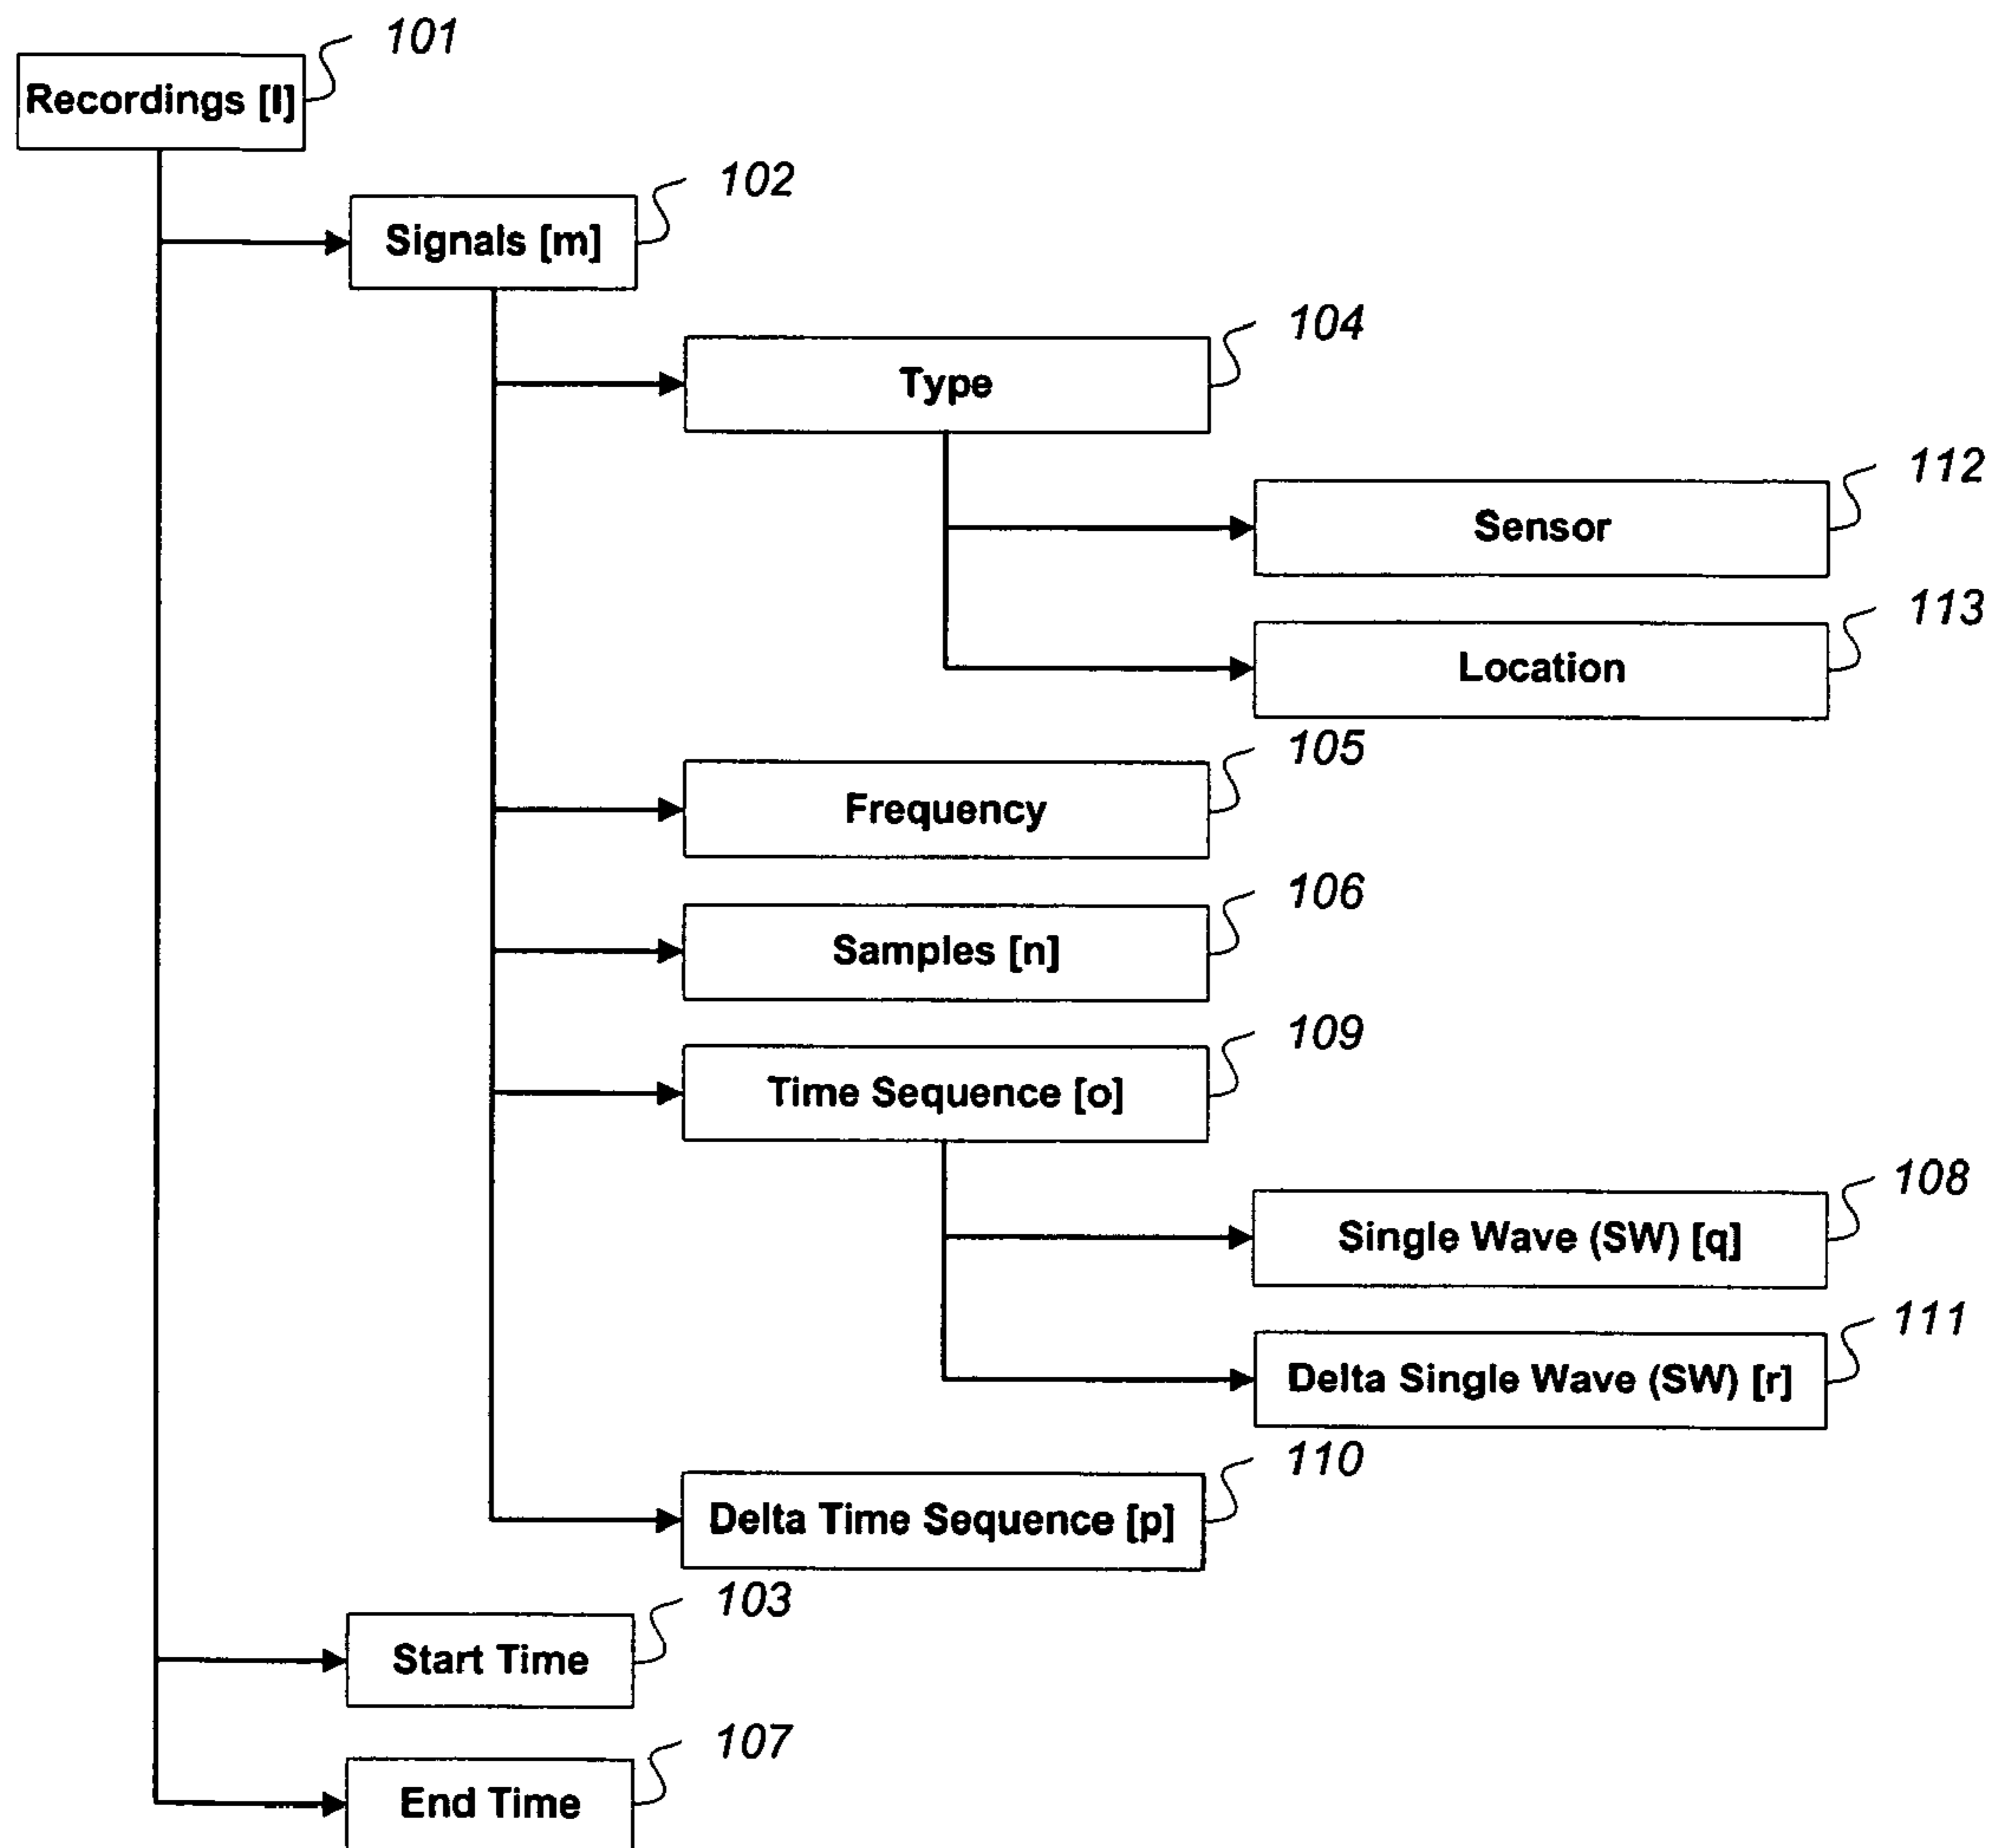 101
Recordings [l]
102
Signals [m]
104
Type
112
Sensor
113
Location
105
Frequency
106
Samples [n]
109
Time Sequence [o]
108
Single Wave (SW) [q]
111
Delta Single Wave (SW) [r]
110
Delta Time Sequence [p]
103
Start Time
107
End Time